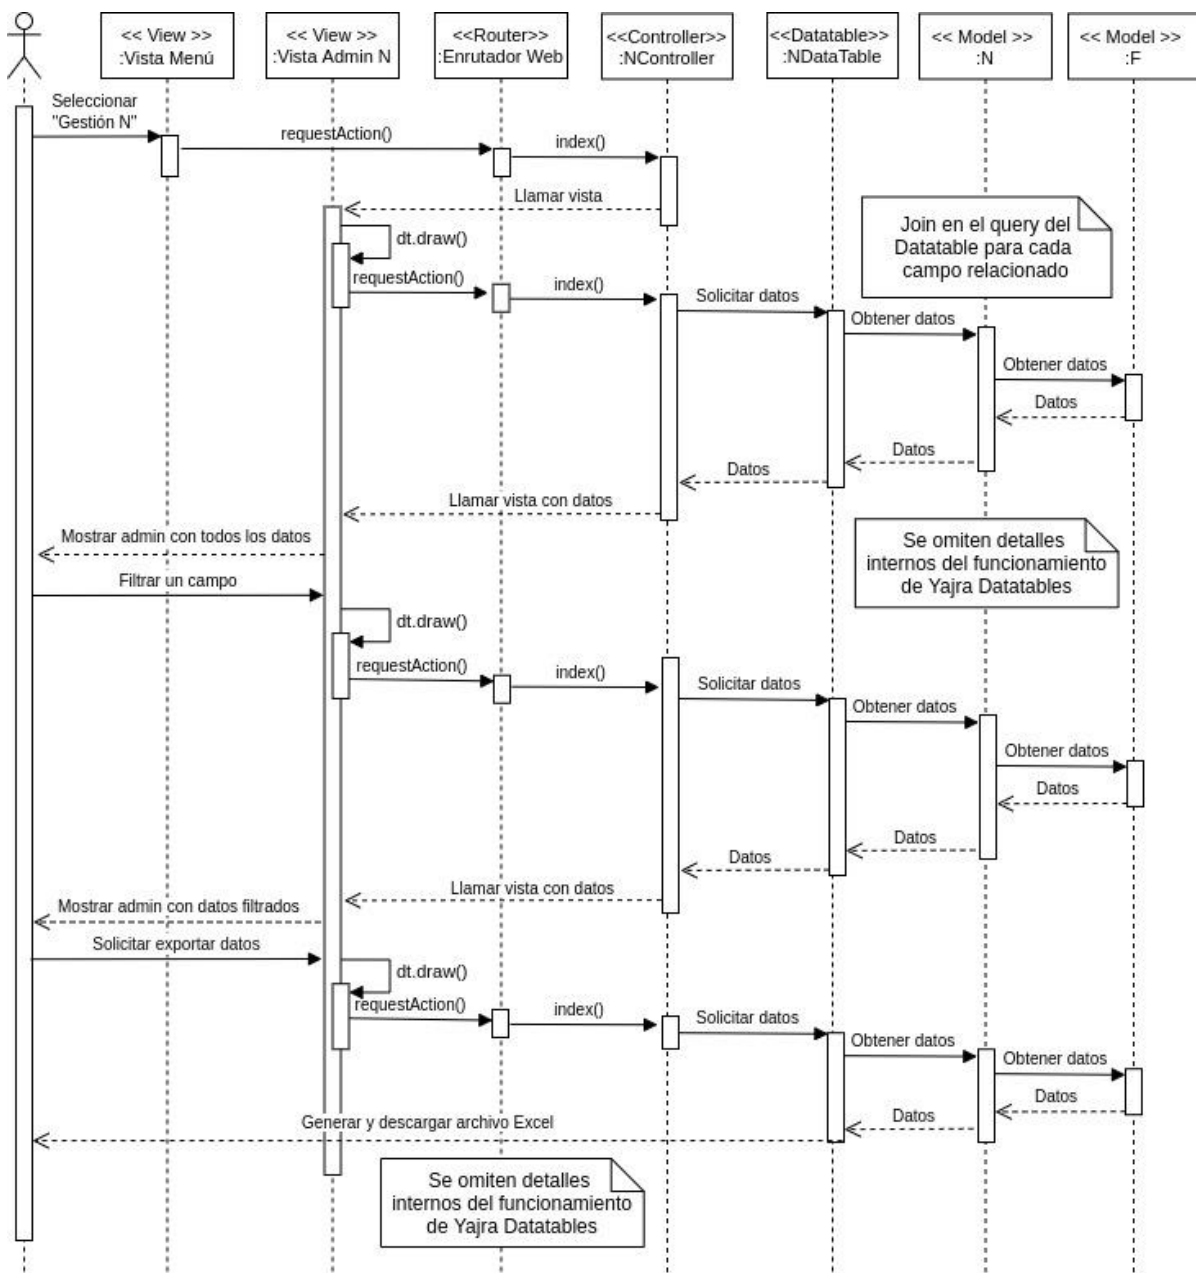 << View >>
:Vista Menú
<< View >>
:Vista Admin N
<<Router>>
:Enrutador Web
<<Controller>>
:NController
<<Datatable>>
:NDataTable
<< Model >>
:N
<< Model >>
:F
Seleccionar
"Gestión N"
requestAction()
index()
Llamar vista
dt.draw()
Join en el query del
Datatable para cada
campo relacionado
requestAction()
index()
Solicitar datos
Obtener datos
Obtener datos
Datos
Datos
Datos
Llamar vista con datos
Mostrar admin con todos los datos
Se omiten detalles
internos del funcionamiento
de Yajra Datatables
Filtrar un campo
dt.draw()
requestAction()
index()
Solicitar datos
Obtener datos
Obtener datos
Datos
Datos
Datos
Llamar vista con datos
Mostrar admin con datos filtrados
Solicitar exportar datos
dt.draw()
requestAction()
index()
Solicitar datos
Obtener datos
Obtener datos
Datos
Datos
Generar y descargar archivo Excel
Se omiten detalles
internos del funcionamiento
de Yajra Datatables